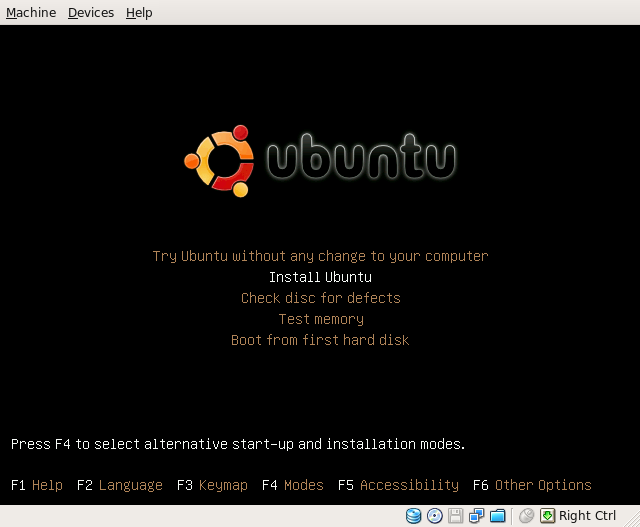 Machine Devices Help
ubuntu
Try Ubuntu without any change to your computer
Install Ubuntu
Check disc for defects
Test memory
Boot from first hard disk
Press F4 to select alternative start-up and installation modes.
F1 Help F2 Language F3 Keymap F4 Modes F5 Accessibility F6 Other Options
Right Ctrl